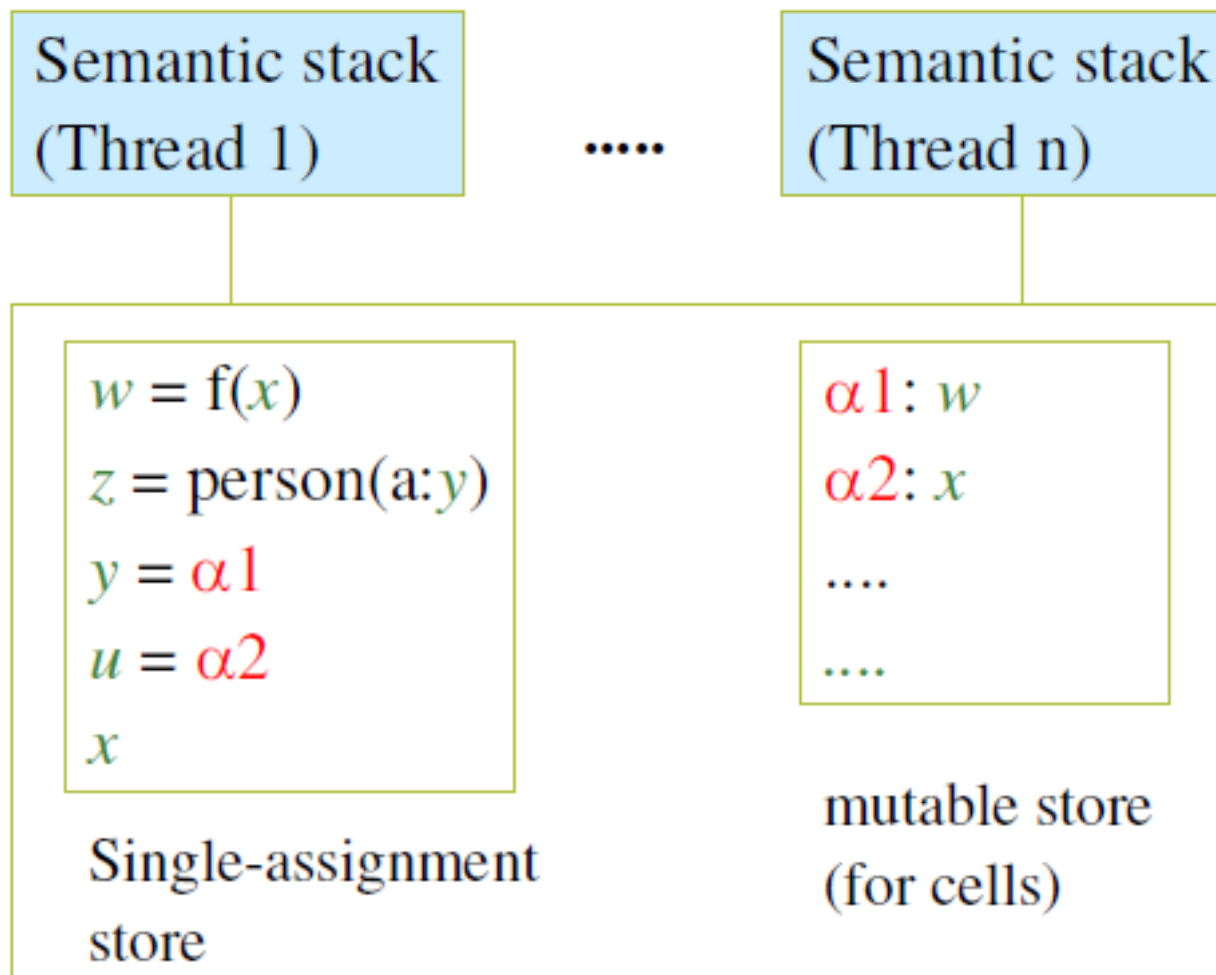 Semantic stack
(Thread 1)
.....
Semantic stack
(Thread n)
w = f(x)
z = person(a:y)
y = α1
u = α2
x
Single-assignment
store
α1: w
α2: x
....
....
mutable store
(for cells)